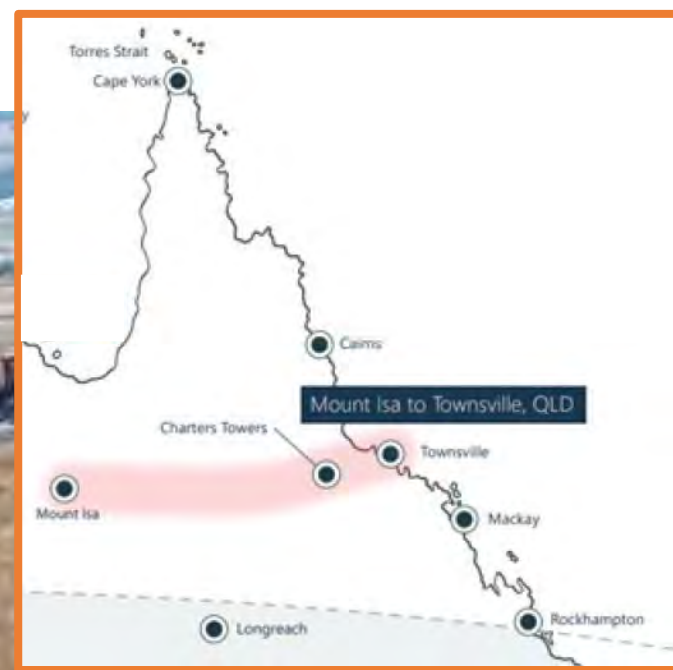 Torres Strait
Cape York
y
Cairns
Mount Isa to Townsville, QLD
Charters Towers
Townsville
Mount Isa
Mackay
Rockhampton
Longreach